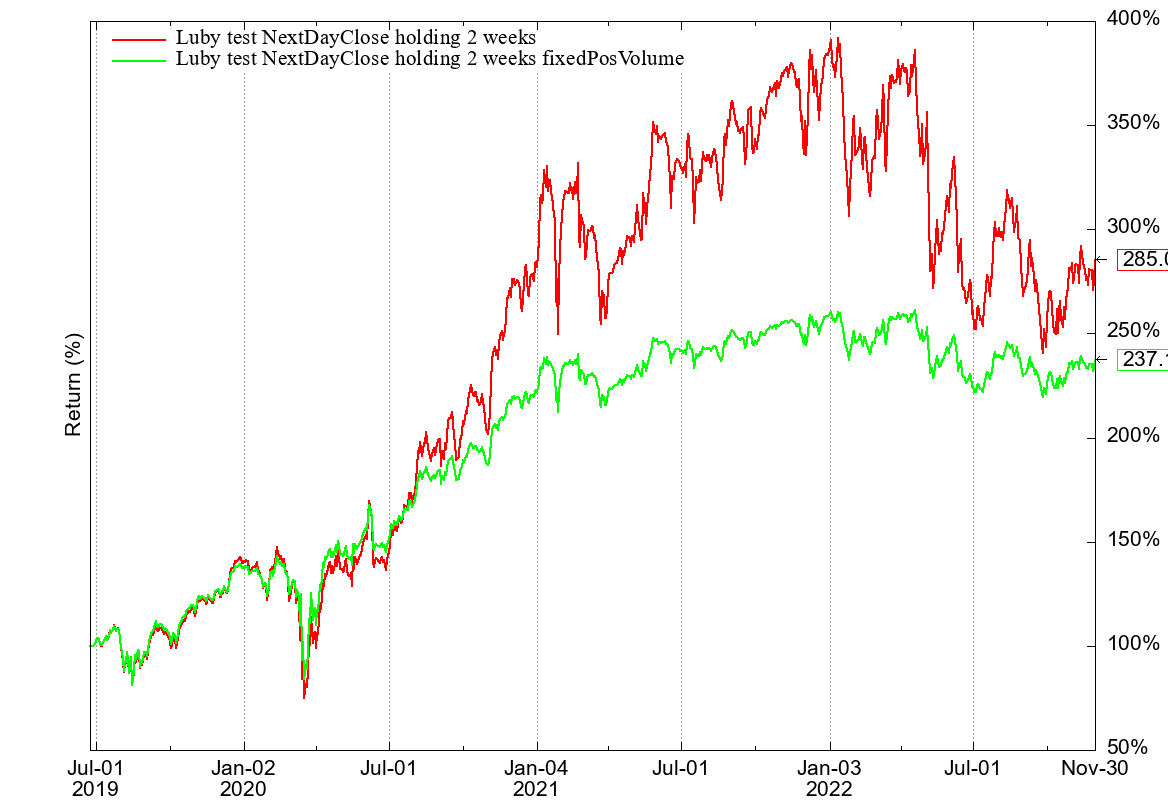 400%
Luby test NextDayClose holding 2 weeks
Luby test NextDayClose holding 2 weeks fixedPosVolume
350%
300%
285.0
250%
237.1
Return (%)
200%
150%
100%
50%
Jul-01 Jan-02 Jul-01 Jan-04 Jul-01 Jan-03 Jul-01 Nov-30
2019 2020 2021 2022